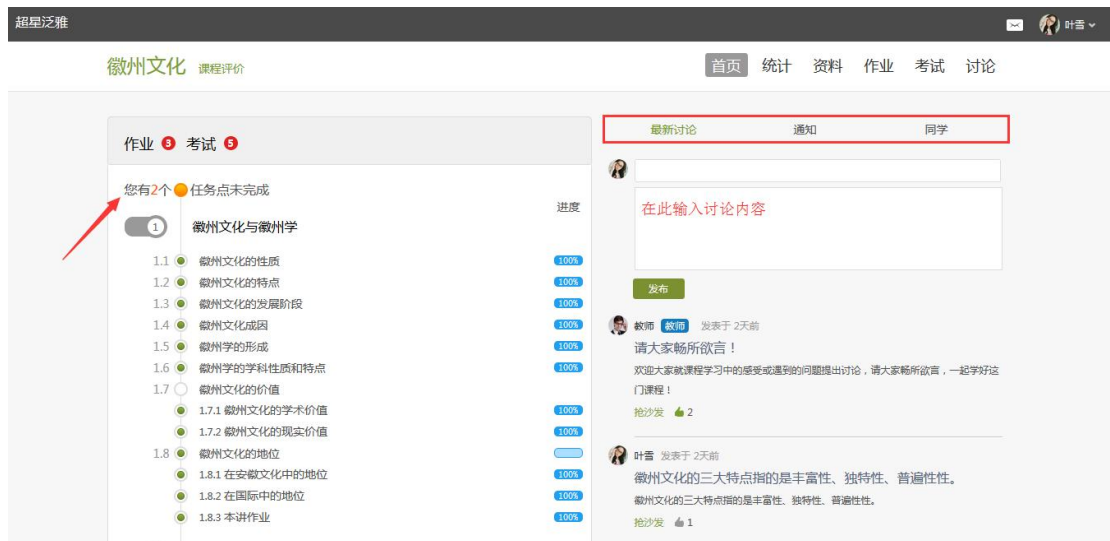 超星泛雅
叶雪
徽州文化 课程评价
首页 统计 资料 作业 考试 讨论
作业 3 考试 5
您有2个 任务点未完成
进度
1 徽州文化与徽州学
1.1 徽州文化的性质 100%
1.2 徽州文化的特点 100%
1.3 徽州文化的发展阶段 100%
1.4 徽州文化成因 100%
1.5 徽州学的形成 100%
1.6 徽州学的学科性质和特点 100%
1.7 徽州文化的价值
1.7.1 徽州文化的学术价值 100%
1.7.2 徽州文化的现实价值 100%
1.8 徽州文化的地位
1.8.1 在安徽文化中的地位 100%
1.8.2 在国际中的地位 100%
1.8.3 本讲作业 100%
最新讨论 通知 同学
在此输入讨论内容
发布
教师 教师 发表于 2天前
请大家畅所欲言！
欢迎大家就课程学习中的感受或遇到的问题提出讨论，请大家畅所欲言，一起学好这
门课程！
抢沙发 2
叶雪 发表于 2天前
徽州文化的三大特点指的是丰富性、独特性、普遍性性。
徽州文化的三大特点指的是丰富性、独特性、普遍性性。
抢沙发 1